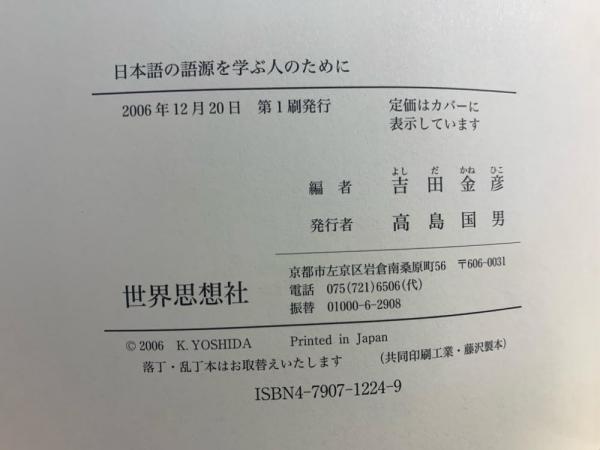 日本語の語源を学ぶ人のために
2006年12月20日 第1刷発行 定価はカバーに
表示しています
よし だ かね ひこ
編者 吉田金彦
発行者 高島国男
京都市左京区岩倉南桑原町56 〒606-0031
世界思想社 電話 075(721)6506(代)
振替 01000-6-2908
© 2006 K. YOSHIDA Printed in Japan
落丁・乱丁本はお取替えいたします (共同印刷工業・藤沢製本)
ISBN4-7907-1224-9